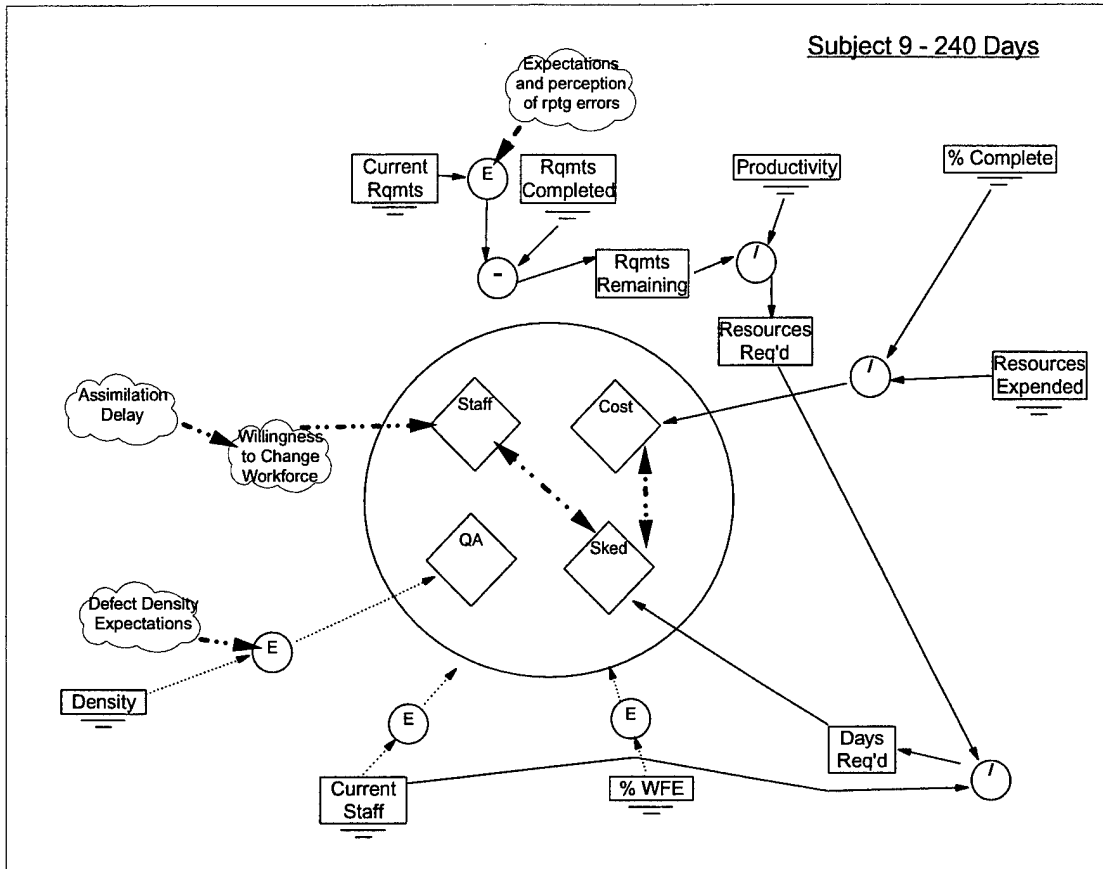 Subject 9 - 240 Days
Expectations
and perception
of rptg errors
Current
Rqmts
E
Rqmts
Completed
Productivity
% Complete
-
Rqmts
Remaining
/
Resources
Req'd
/
Resources
Expended
Assimilation
Delay
Willingness
to Change
Workforce
Staff
Cost
QA
Sked
Defect Density
Expectations
E
Density
E
E
Current
Staff
% WFE
Days
Req'd
/